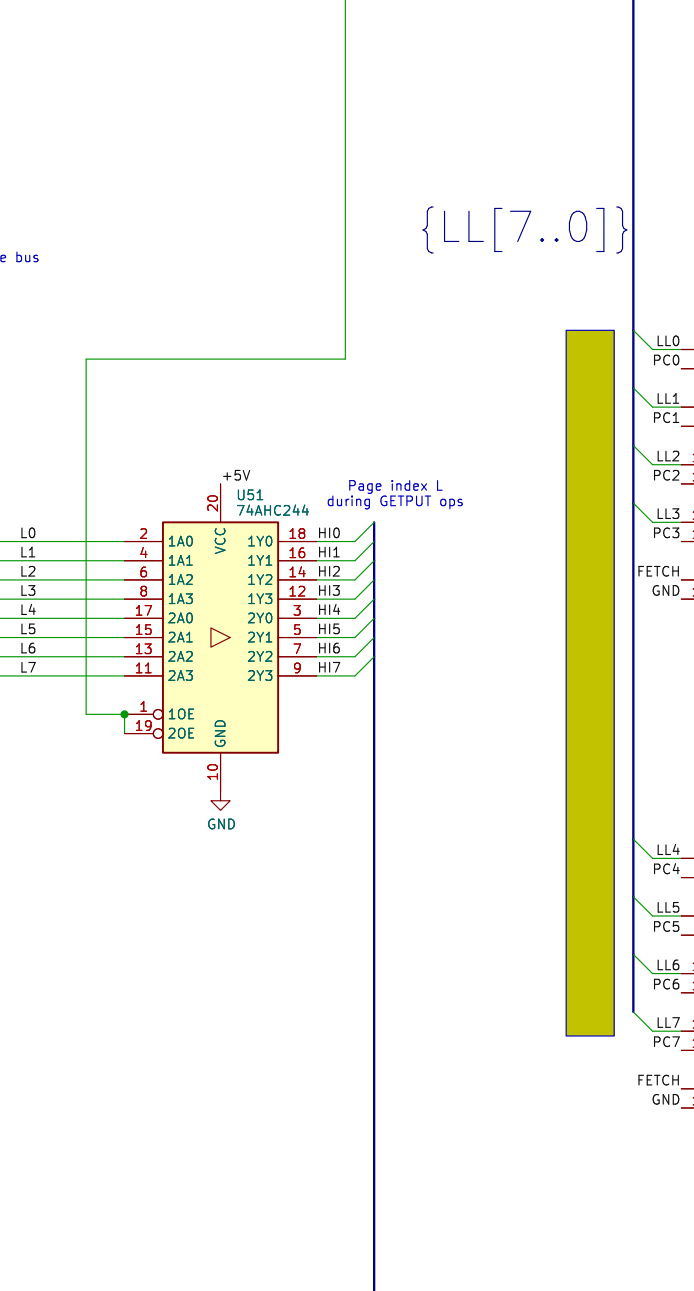 {LL[7..0]}
e bus
LL0
PC0
LL1
PC1
LL2
PC2
LL3
PC3
FETCH
GND
+5V
U51
74AHC244
Page index L
during GETPUT ops
20
VCC
L0 2 1A0 1Y0 18 HI0
L1 4 1A1 1Y1 16 HI1
L2 6 1A2 1Y2 14 HI2
L3 8 1A3 1Y3 12 HI3
L4 17 2A0 2Y0 3 HI4
L5 15 2A1 2Y1 5 HI5
L6 13 2A2 2Y2 7 HI6
L7 11 2A3 2Y3 9 HI7
1 1OE
19 2OE
GND
10
GND
LL4
PC4
LL5
PC5
LL6
PC6
LL7
PC7
FETCH
GND